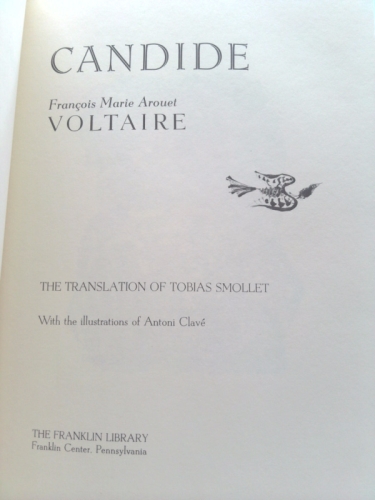 CANDIDE
François Marie Arouet
VOLTAIRE
THE TRANSLATION OF TOBIAS SMOLLET
With the illustrations of Antoni Clavé
THE FRANKLIN LIBRARY
Franklin Center, Pennsylvania